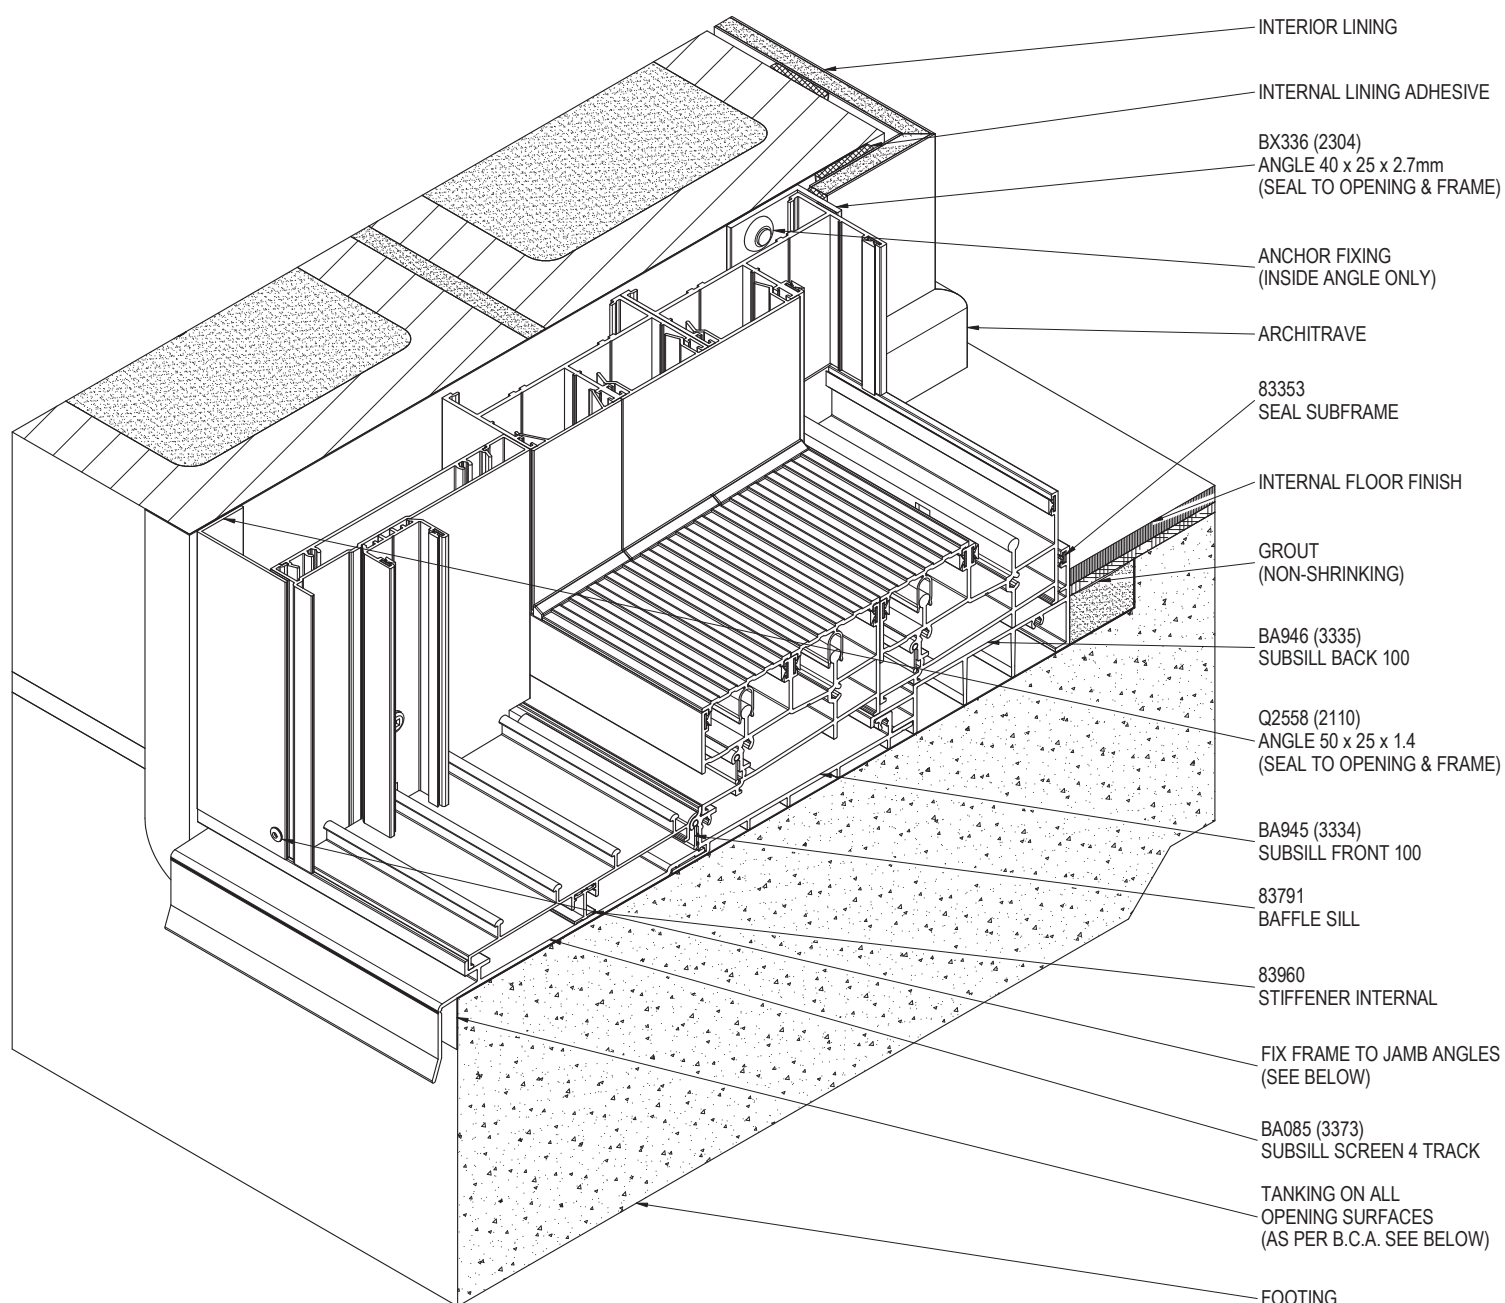 INTERIOR LINING
INTERNAL LINING ADHESIVE
BX336 (2304)
ANGLE 40 x 25 x 2.7mm
(SEAL TO OPENING & FRAME)
ANCHOR FIXING
(INSIDE ANGLE ONLY)
ARCHITRAVE
83353
SEAL SUBFRAME
INTERNAL FLOOR FINISH
GROUT
(NON-SHRINKING)
BA946 (3335)
SUBSILL BACK 100
Q2558 (2110)
ANGLE 50 x 25 x 1.4
(SEAL TO OPENING & FRAME)
BA945 (3334)
SUBSILL FRONT 100
83791
BAFFLE SILL
83960
STIFFENER INTERNAL
FIX FRAME TO JAMB ANGLES
(SEE BELOW)
BA085 (3373)
SUBSILL SCREEN 4 TRACK
TANKING ON ALL
OPENING SURFACES
(AS PER B.C.A. SEE BELOW)
FOOTING